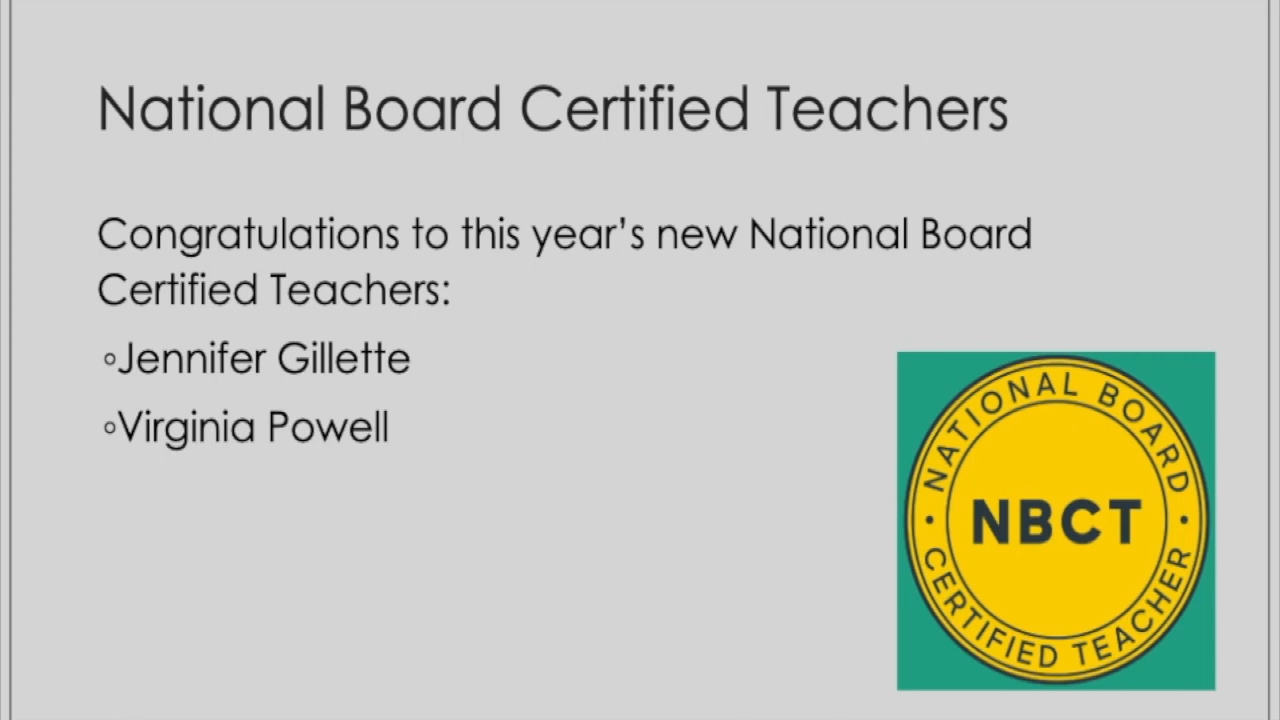 National Board Certified Teachers
Congratulations to this year’s new National Board
Certified Teachers:
◦Jennifer Gillette
◦Virginia Powell
NATIONAL BOARD
NBCT
CERTIFIED TEACHER